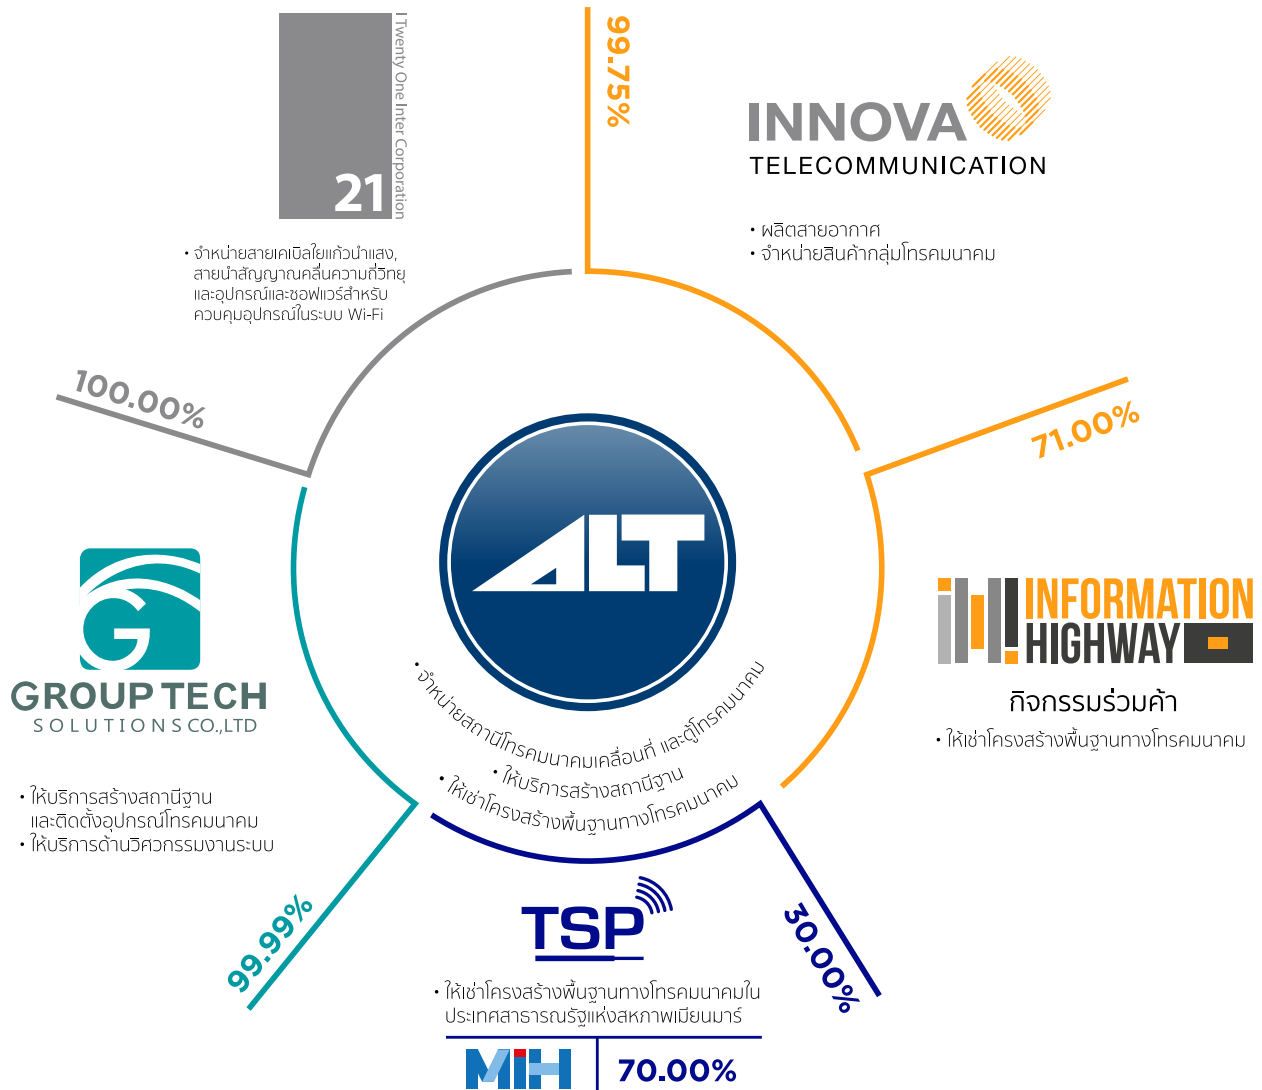 21
Twenty One Inter Corporation
• จำหน่ายสายเคเบิลใยแก้วนำแสง,
สายนำสัญญาณคลื่นความถี่วิทยุ
และอุปกรณ์และซอฟแวร์สำหรับ
ควบคุมอุปกรณ์ในระบบ Wi-Fi
100.00%
99.75%
INNOVA
TELECOMMUNICATION
• ผลิตสายอากาศ
• จำหน่ายสินค้ากลุ่มโทรคมนาคม
71.00%
INFORMATION
HIGHWAY
กิจกรรมร่วมค้า
• ให้เช่าโครงสร้างพื้นฐานทางโทรคมนาคม
ALT
• จำหน่ายสถานีโทรคมนาคมเคลื่อนที่ และตู้โทรคมนาคม
• ให้บริการสร้างสถานีฐาน
• ให้เช่าโครงสร้างพื้นฐานทางโทรคมนาคม
G
GROUP TECH
SOLUTIONS CO.,LTD
• ให้บริการสร้างสถานีฐาน
และติดตั้งอุปกรณ์โทรคมนาคม
• ให้บริการด้านวิศวกรรมงานระบบ
99.99%
TSP
• ให้เช่าโครงสร้างพื้นฐานทางโทรคมนาคมใน
ประเทศสาธารณรัฐแห่งสหภาพเมียนมาร์
30.00%
MIH
70.00%